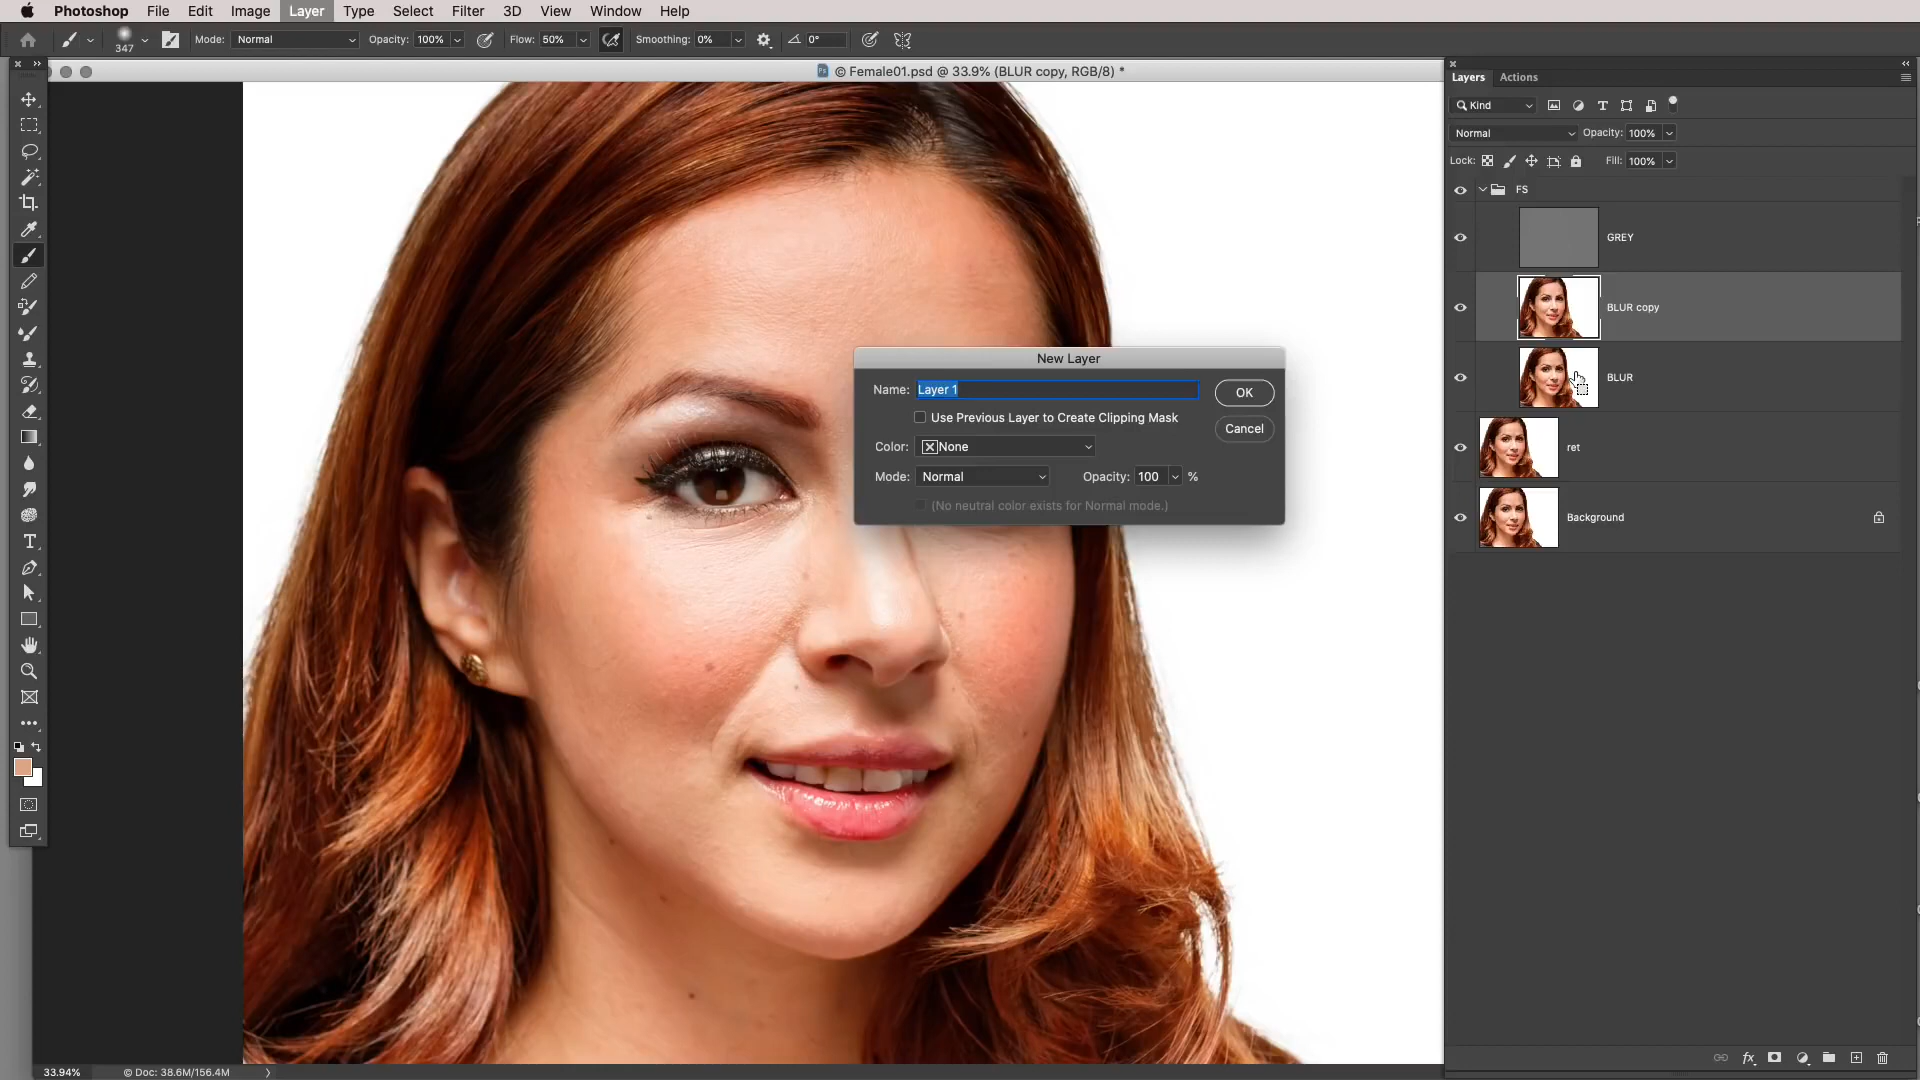 Photoshop File Edit Image Layer Type Select Filter 3D View Window Help
347 Mode: Normal Opacity: 100% Flow: 50% Smoothing: 0% 0°
© Female01.psd @ 33.9% (BLUR copy, RGB/8) *
Layers Actions
Kind
Normal Opacity: 100%
Lock: Fill: 100%
FS
GREY
BLUR copy
BLUR
ret
Background
New Layer
Name: Layer 1 OK
Use Previous Layer to Create Clipping Mask
Cancel
Color: None
Mode: Normal Opacity: 100 %
(No neutral color exists for Normal mode.)
33.94% © Doc: 38.6M/156.4M